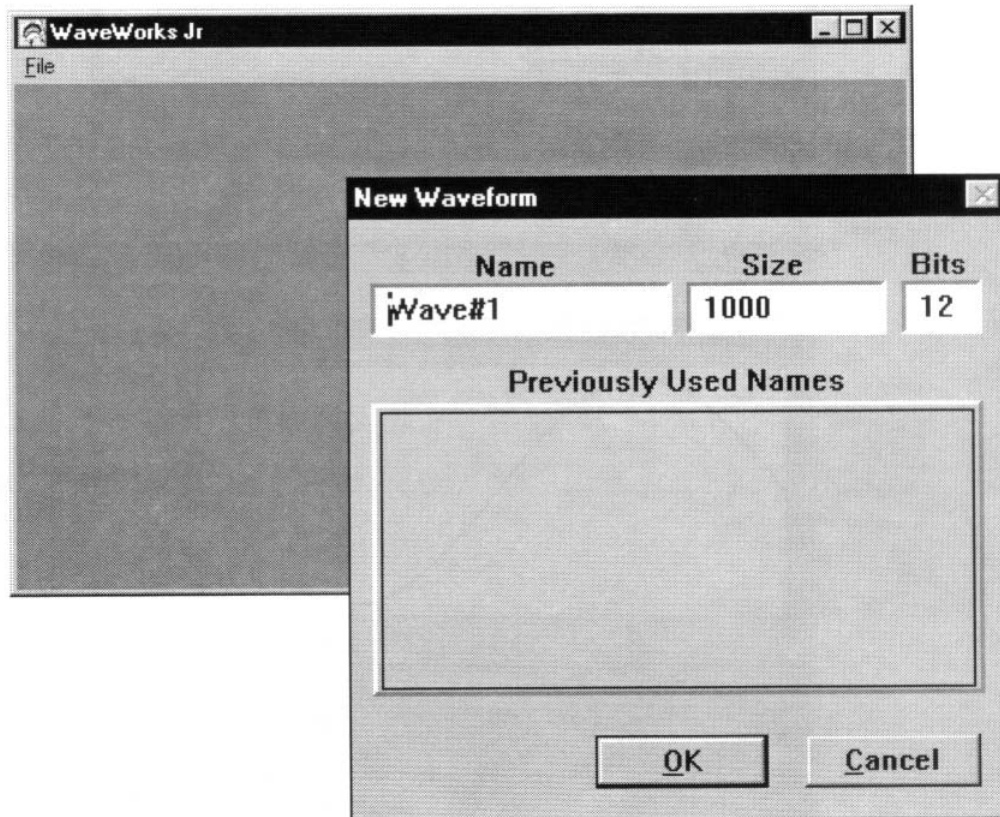 WaveWorks Jr
File
New Waveform
Name Size Bits
Wave#1 1000 12
Previously Used Names
OK Cancel